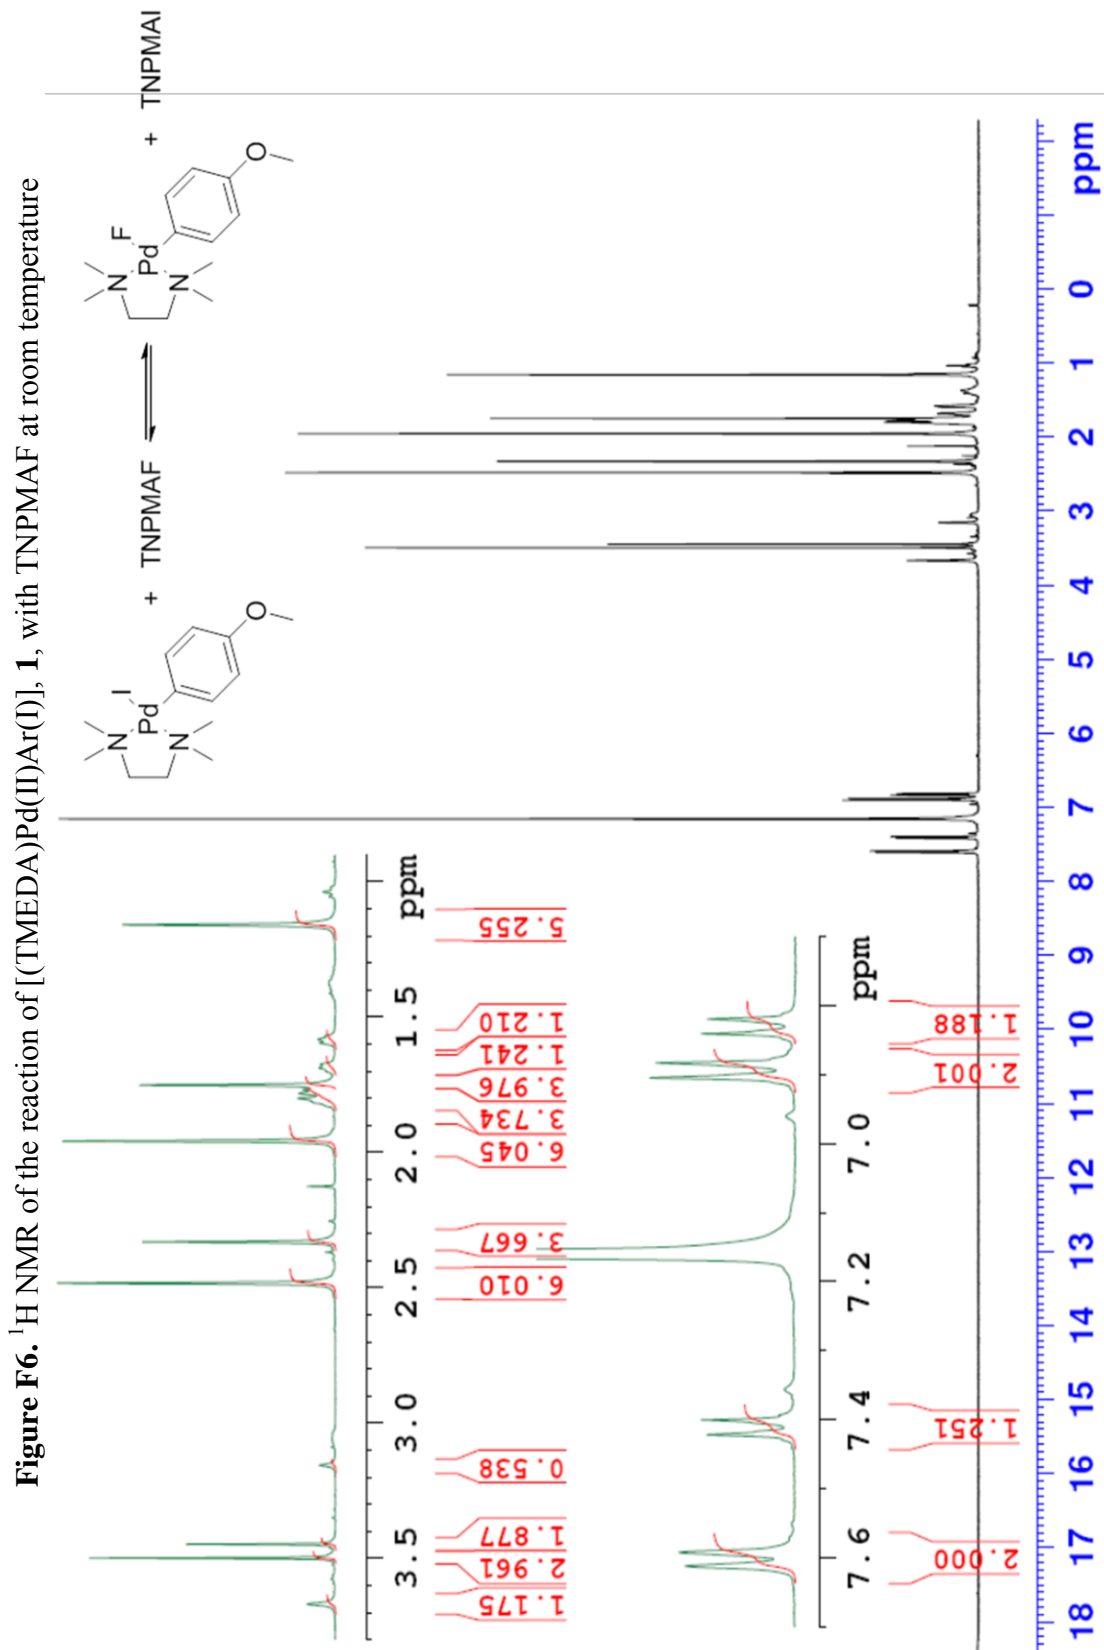 Figure F6. ¹H NMR of the reaction of [(TMEDA)Pd(II)Ar(I)], 1, with TNPMAF at room temperature
N I
Pd
N
O
+ TNPMAF
N F
Pd
N
O
+ TNPMAI
3.5 3.0 2.5 2.0 1.5 ppm
1.175
2.961
1.877
0.538
6.010
3.667
6.045
3.734
3.976
1.241
1.210
5.255
7.6 7.4 7.2 7.0 ppm
2.000
1.251
2.001
1.188
18 17 16 15 14 13 12 11 10 9 8 7 6 5 4 3 2 1 0 ppm